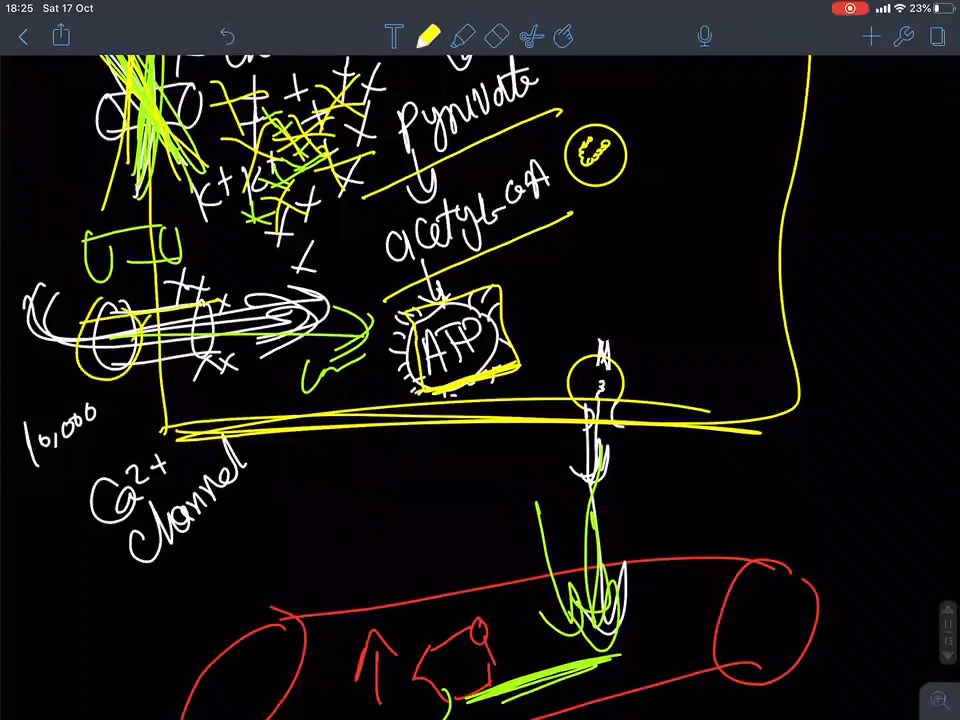 18:25 Sat 17 Oct
23%
T
pyruvate
K+ K+
acetyl-coA
ATP
10,000
Ca2+
channel